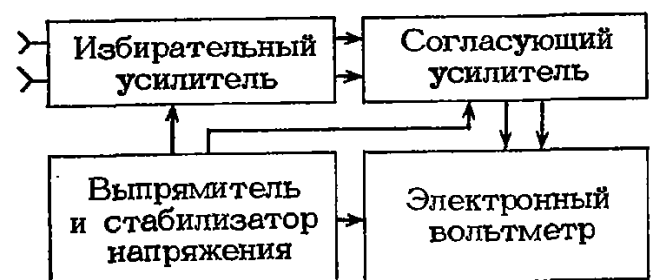 Избирательный
усилитель
Согласующий
усилитель
Выпрямитель
и стабилизатор
напряжения
Электронный
вольтметр